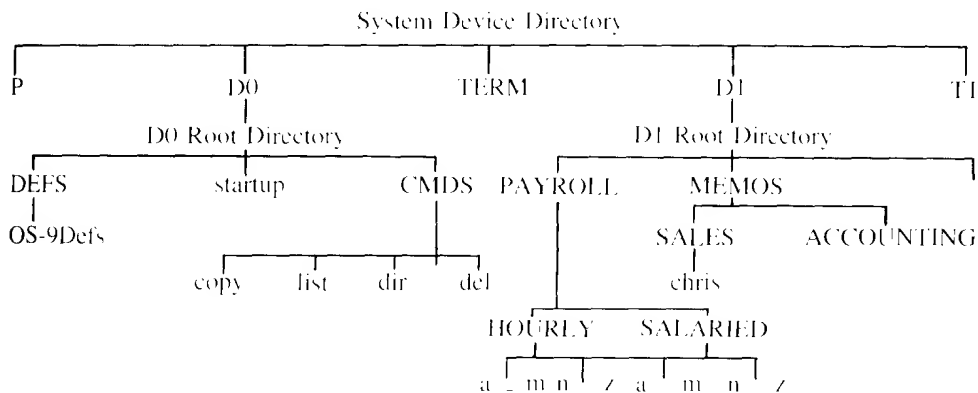 System Device Directory
P D0 TERM D1 T1
D0 Root Directory D1 Root Directory
DEFS startup CMDS PAYROLL MEMOS
OS-9Defs SALES ACCOUNTING
copy list dir del chris
HOURLY SALARIED
a m n z a m n z